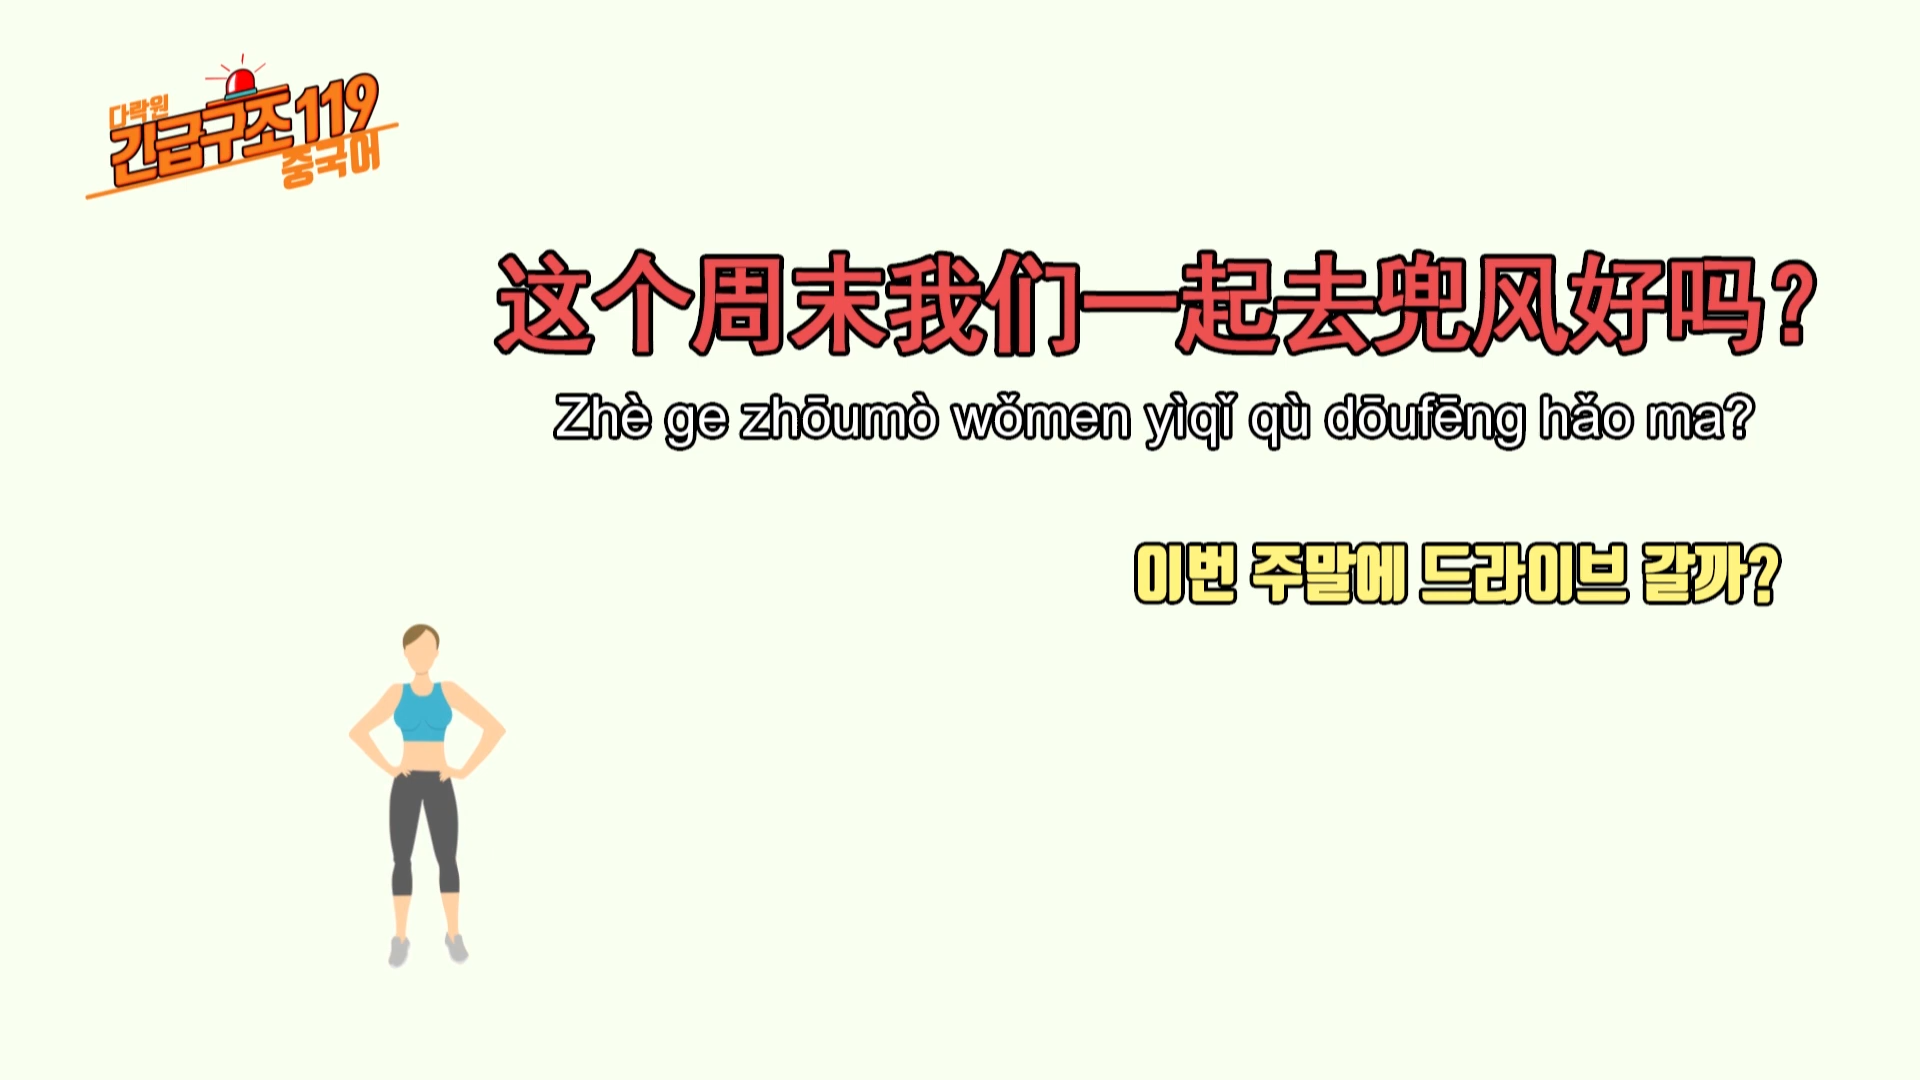 다락원
긴급구조119
중국어
这个周末我们一起去兜风好吗?
Zhè ge zhōumò wǒmen yìqǐ qù dōufēng hǎo ma?
이번 주말에 드라이브 갈까?